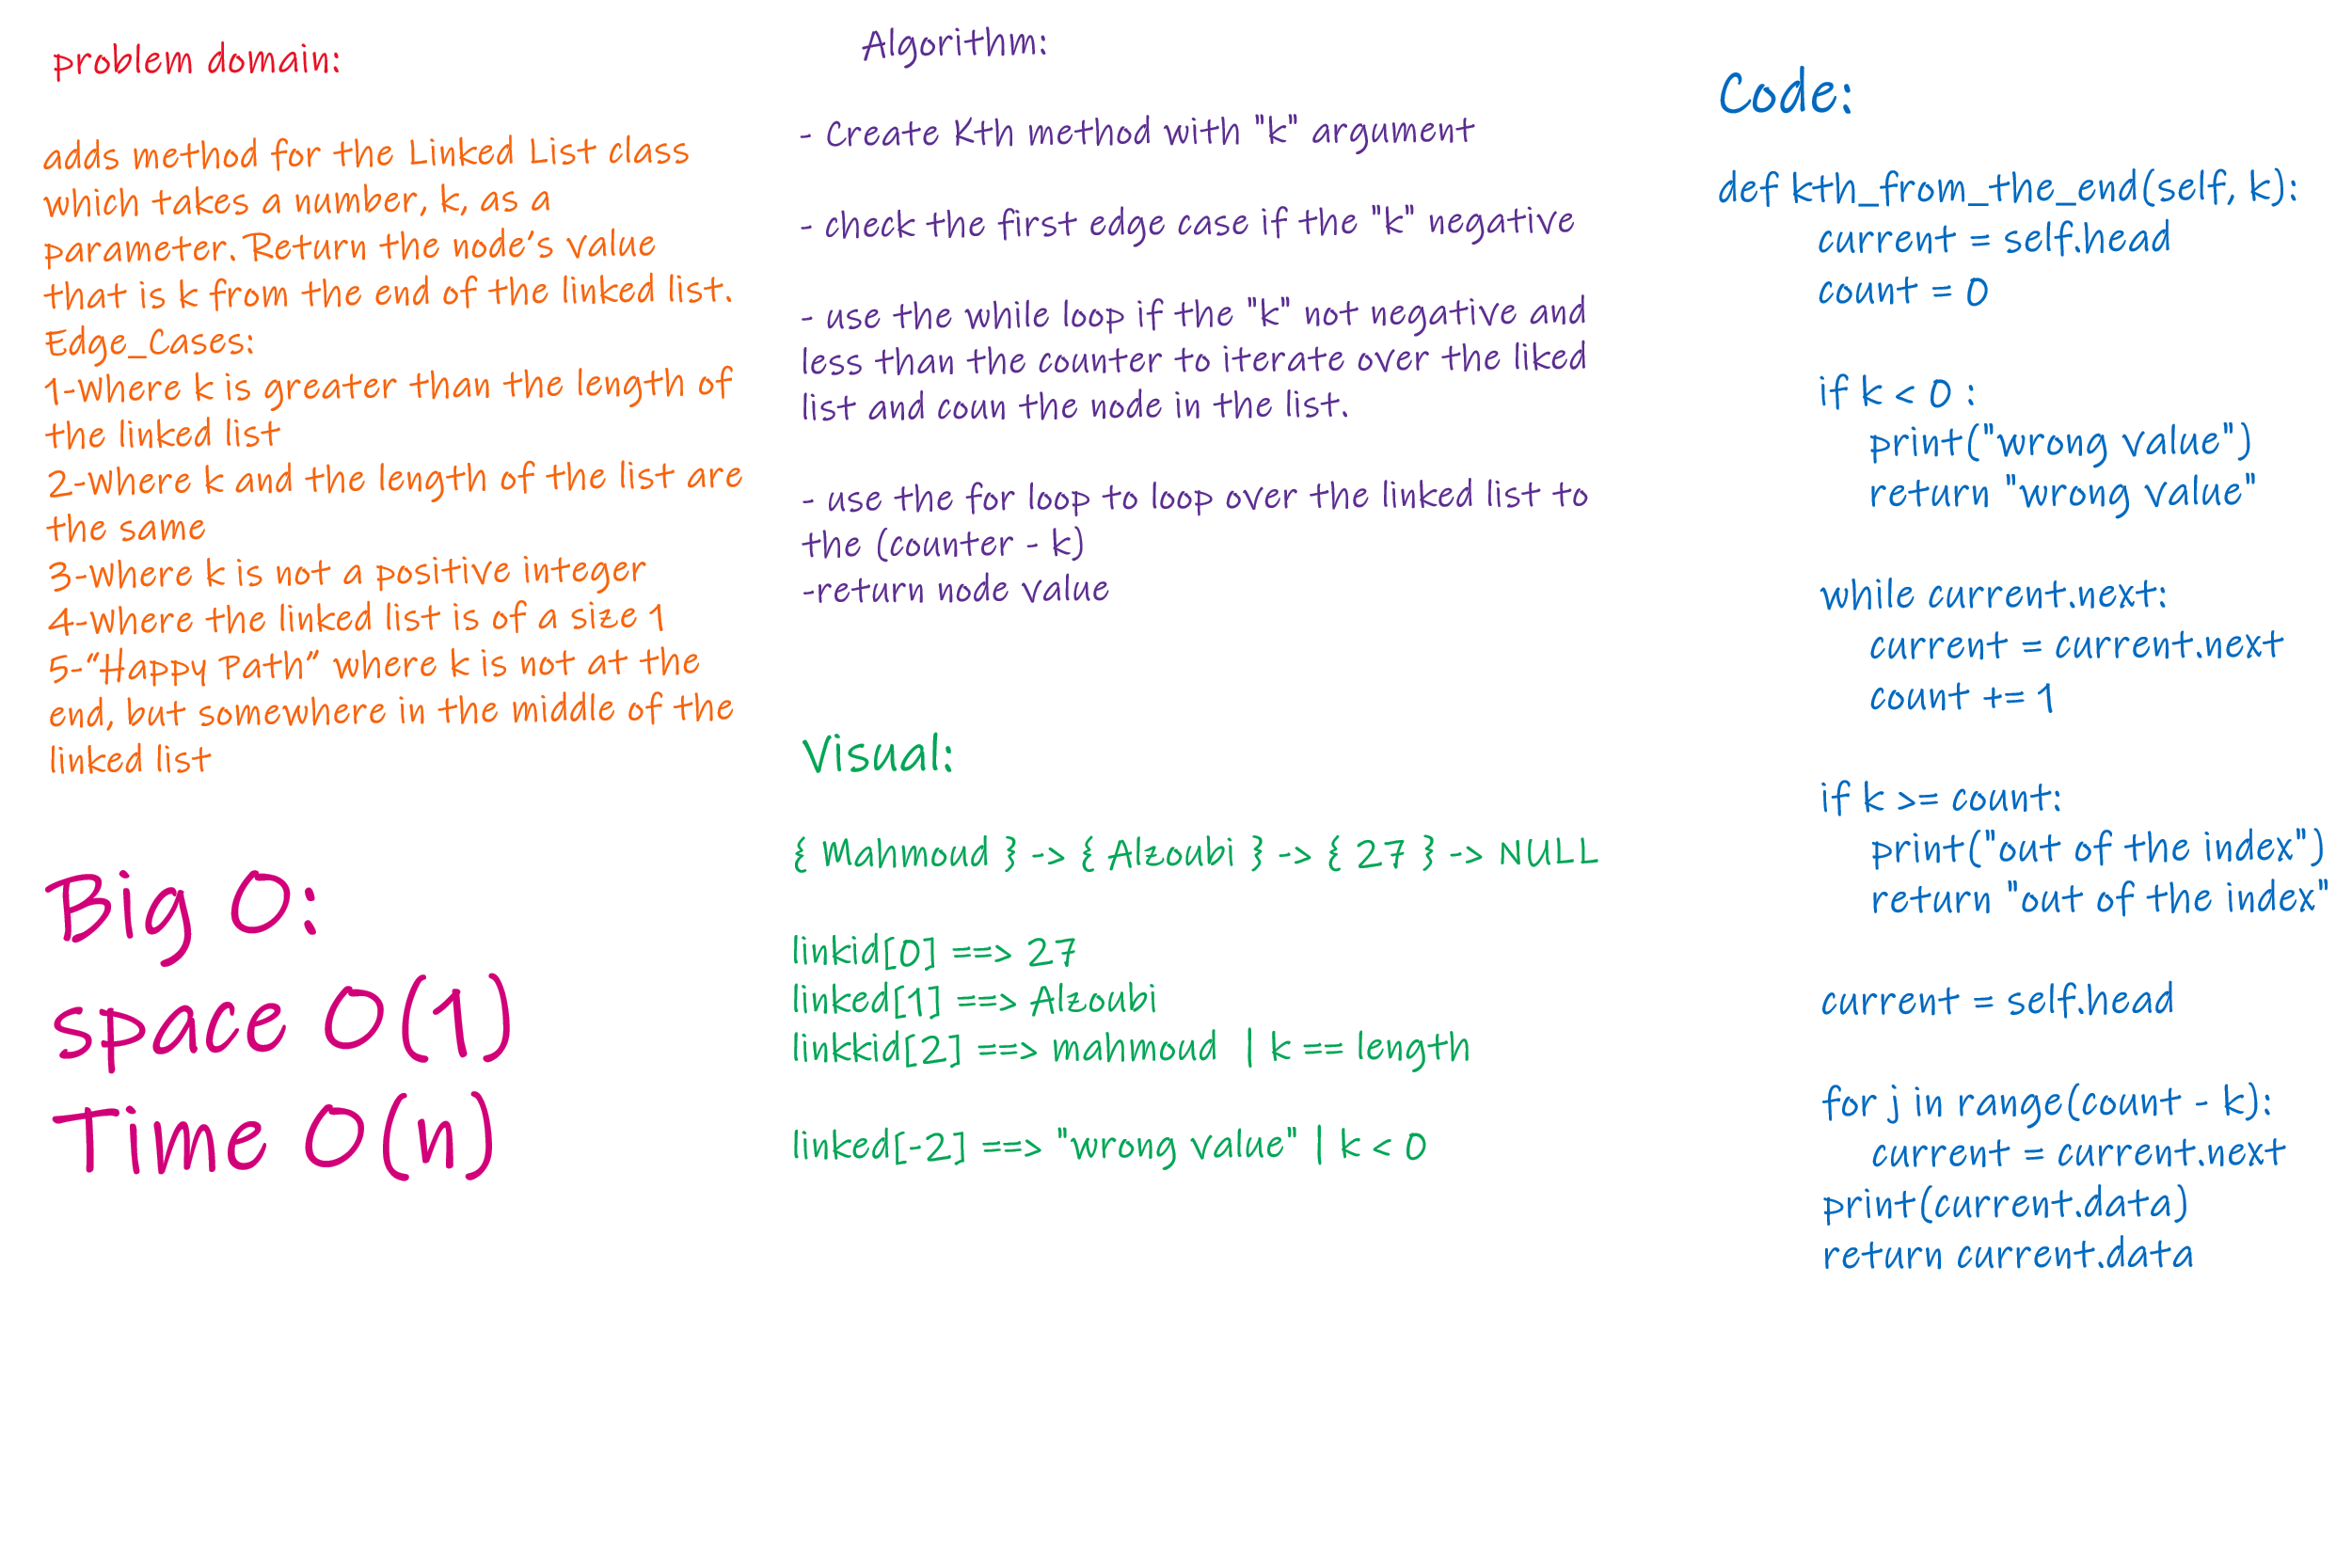 problem domain:
adds method for the Linked List class
which takes a number, k, as a
parameter. Return the node's value
that is k from the end of the linked list.
Edge_Cases:
1-Where k is greater than the length of
the linked list
2-Where k and the length of the list are
the same
3-Where k is not a positive integer
4-Where the linked list is of a size 1
5-“Happy Path” where k is not at the
end, but somewhere in the middle of the
linked list
Big O:
space O(1)
Time O(n)
Algorithm:
- Create Kth method with "k" argument
- check the first edge case if the "k" negative
- use the while loop if the "k" not negative and
less than the counter to iterate over the liked
list and coun the node in the list.
- use the for loop to loop over the linked list to
the (counter - k)
-return node value
Visual:
{ Mahmoud } -> { Alzoubi } -> { 27 } -> NULL
linkid[0] ==> 27
linked[1] ==> Alzoubi
linkkid[2] ==> mahmoud | k == length
linked[-2] ==> "wrong value" | k < 0
Code:
def kth_from_the_end(self, k):
current = self.head
count = 0
if k < 0 :
print("wrong value")
return "wrong value"
while current.next:
current = current.next
count += 1
if k >= count:
print("out of the index")
return "out of the index"
current = self.head
for j in range(count - k):
current = current.next
print(current.data)
return current.data